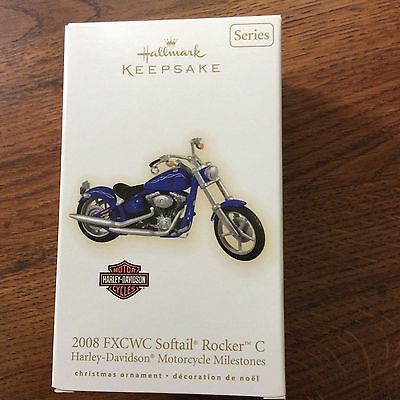 Hallmark
KEEPSAKE
Series
MOTOR
HARLEY-DAVIDSON
CYCLES
2008 FXCWC Softail® Rocker™ C
Harley-Davidson® Motorcycle Milestones
christmas ornament • décoration de noël